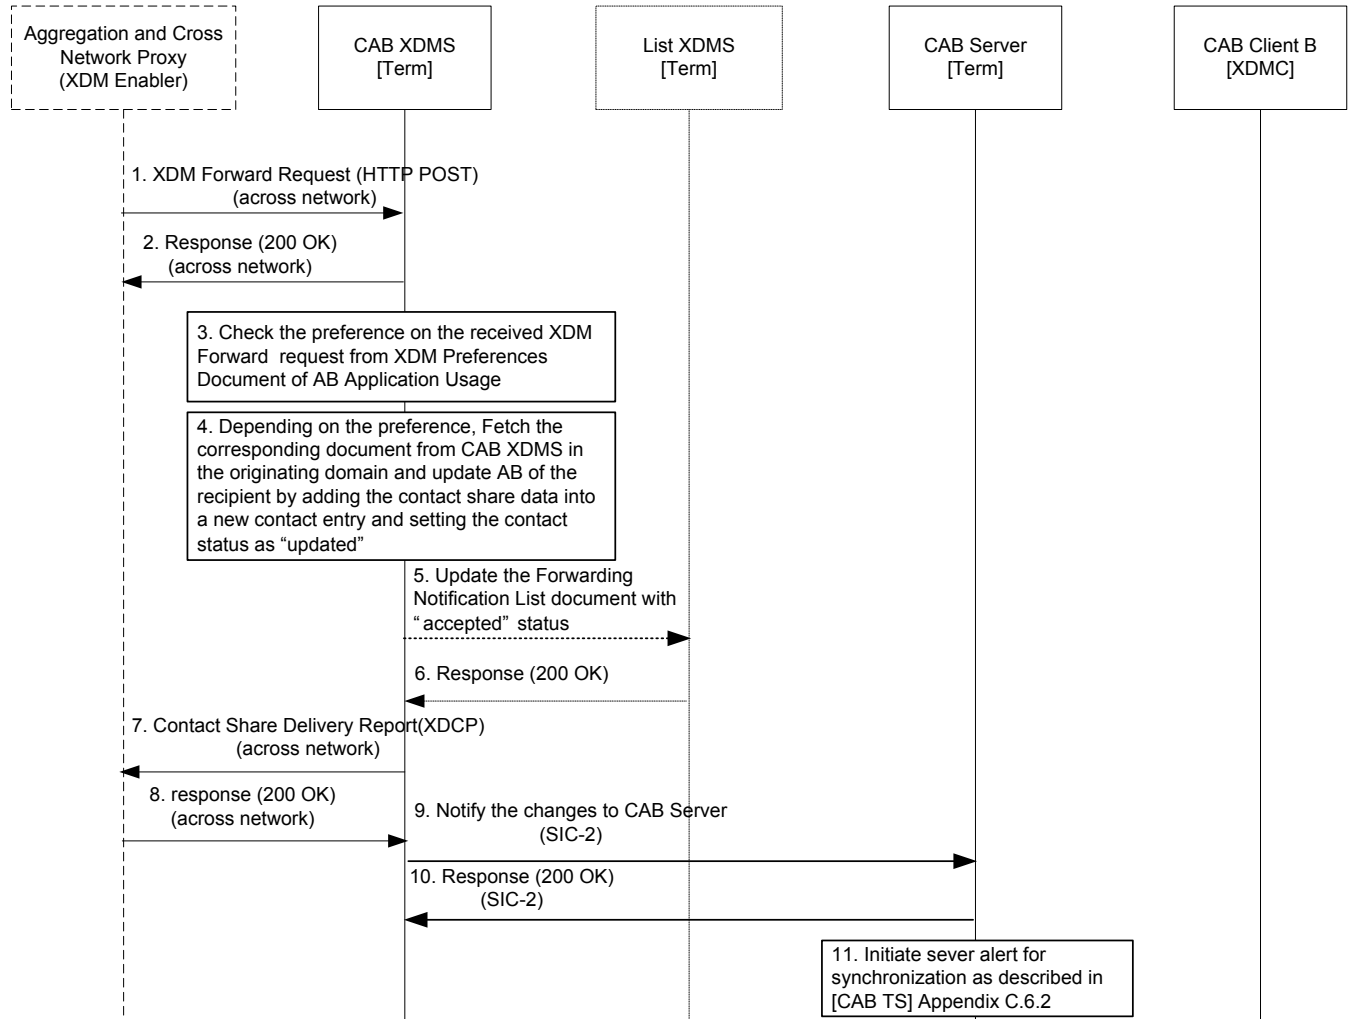 Aggregation and Cross
Network Proxy
(XDM Enabler)
CAB XDMS
[Term]
List XDMS
[Term]
CAB Server
[Term]
CAB Client B
[XDMC]
1. XDM Forward Request (HTTP POST)
(across network)
2. Response (200 OK)
(across network)
3. Check the preference on the received XDM
Forward request from XDM Preferences
Document of AB Application Usage
4. Depending on the preference, Fetch the
corresponding document from CAB XDMS in
the originating domain and update AB of the
recipient by adding the contact share data into
a new contact entry and setting the contact
status as “updated”
5. Update the Forwarding
Notification List document with
“accepted” status
6. Response (200 OK)
7. Contact Share Delivery Report(XDCP)
(across network)
8. response (200 OK)
(across network)
9. Notify the changes to CAB Server
(SIC-2)
10. Response (200 OK)
(SIC-2)
11. Initiate sever alert for
synchronization as described in
[CAB TS] Appendix C.6.2